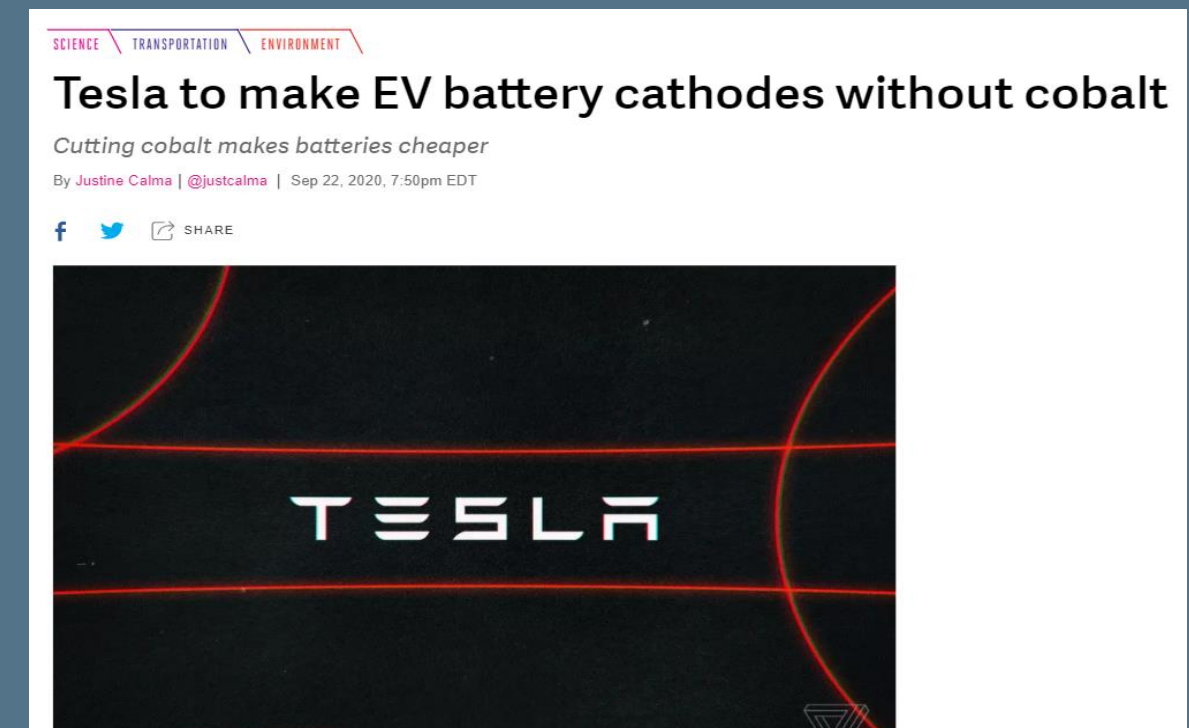 SCIENCE TRANSPORTATION ENVIRONMENT
Tesla to make EV battery cathodes without cobalt
Cutting cobalt makes batteries cheaper
By Justine Calma | @justcalma | Sep 22, 2020, 7:50pm EDT
SHARE
TESLA